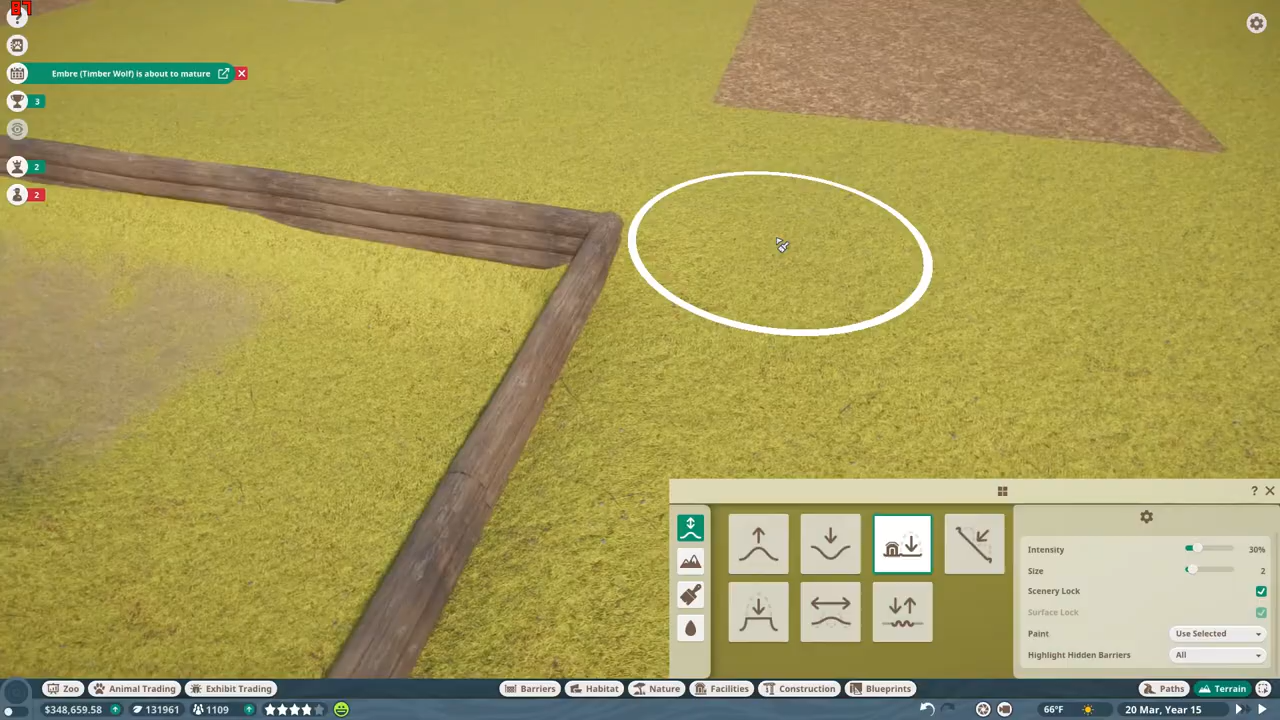 87
?
Embre (Timber Wolf) is about to mature
3
2
2
? X
Intensity 30%
Size 2
Scenery Lock
Surface Lock
Paint Use Selected
Highlight Hidden Barriers All
Zoo Animal Trading Exhibit Trading Barriers Habitat Nature Facilities Construction Blueprints Paths Terrain
$348,659.58 131961 1109 66°F 20 Mar, Year 15